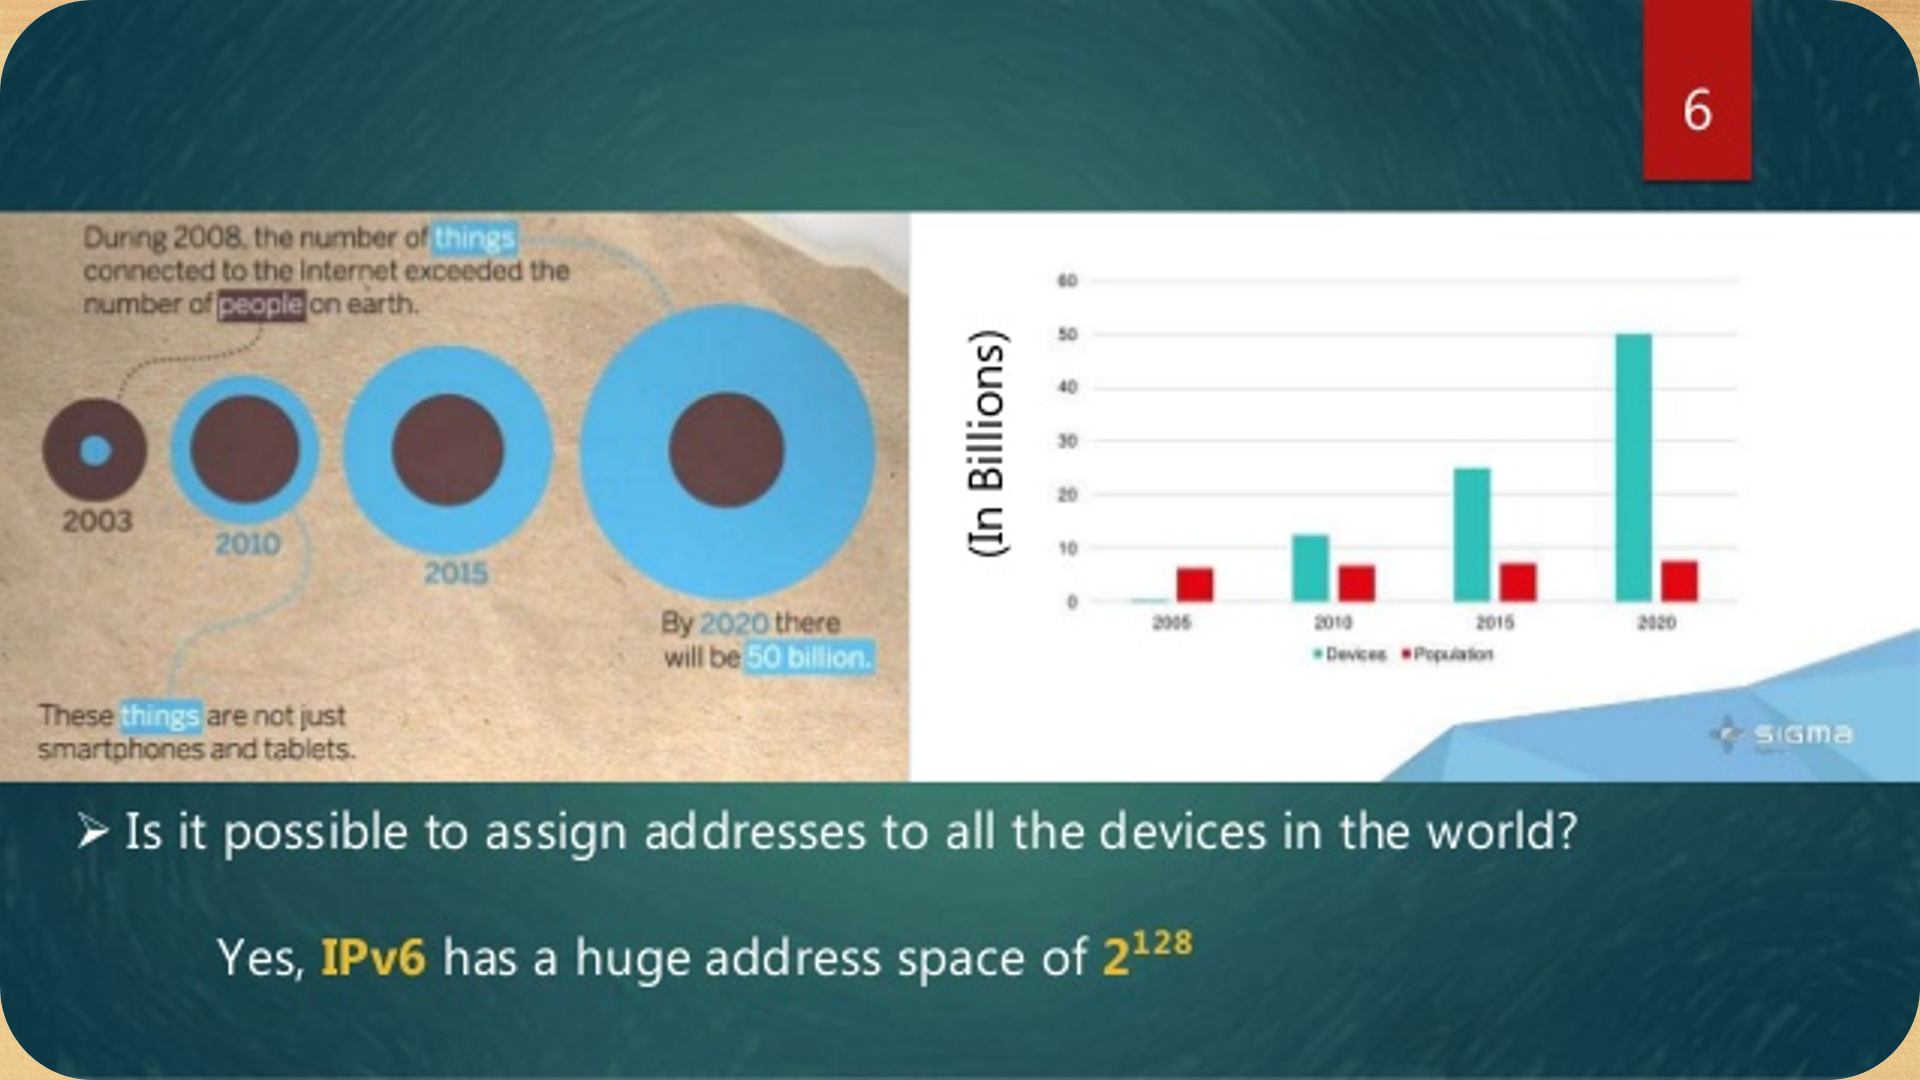 6
During 2008, the number of things
connected to the Internet exceeded the
number of people on earth.
2003
2010
2015
By 2020 there
will be 50 billion.
These things are not just
smartphones and tablets.
(In Billions)
60
50
40
30
20
10
0
2005
2010
2015
2020
Devices
Population
sigma
➢ Is it possible to assign addresses to all the devices in the world?
Yes, IPv6 has a huge address space of 2¹²⁸